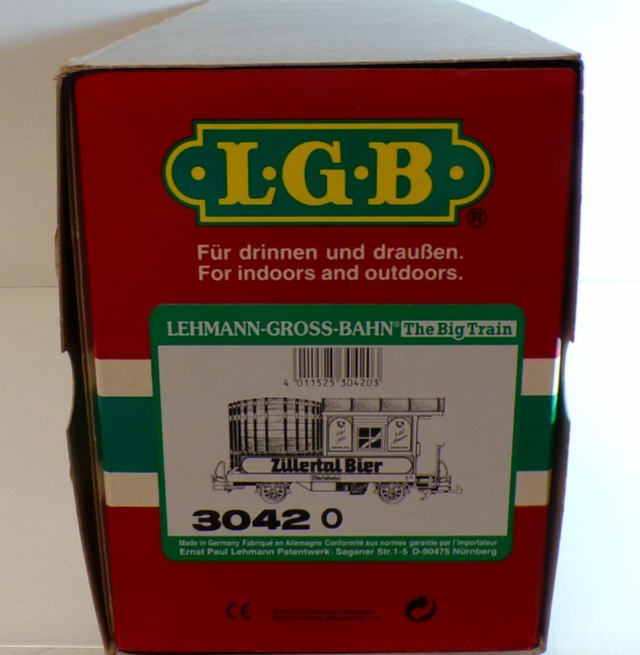 L·G·B
®
Für drinnen und draußen.
For indoors and outdoors.
LEHMANN-GROSS-BAHN® The Big Train
4 011525 304203
Zillertal Bier
3042 0
Made in Germany Fabriqué en Allemagne Conformité aux normes garantie par l'importateur
Ernst Paul Lehmann Patentwerk · Saganer Str. 1-5 D-90475 Nürnberg
CE